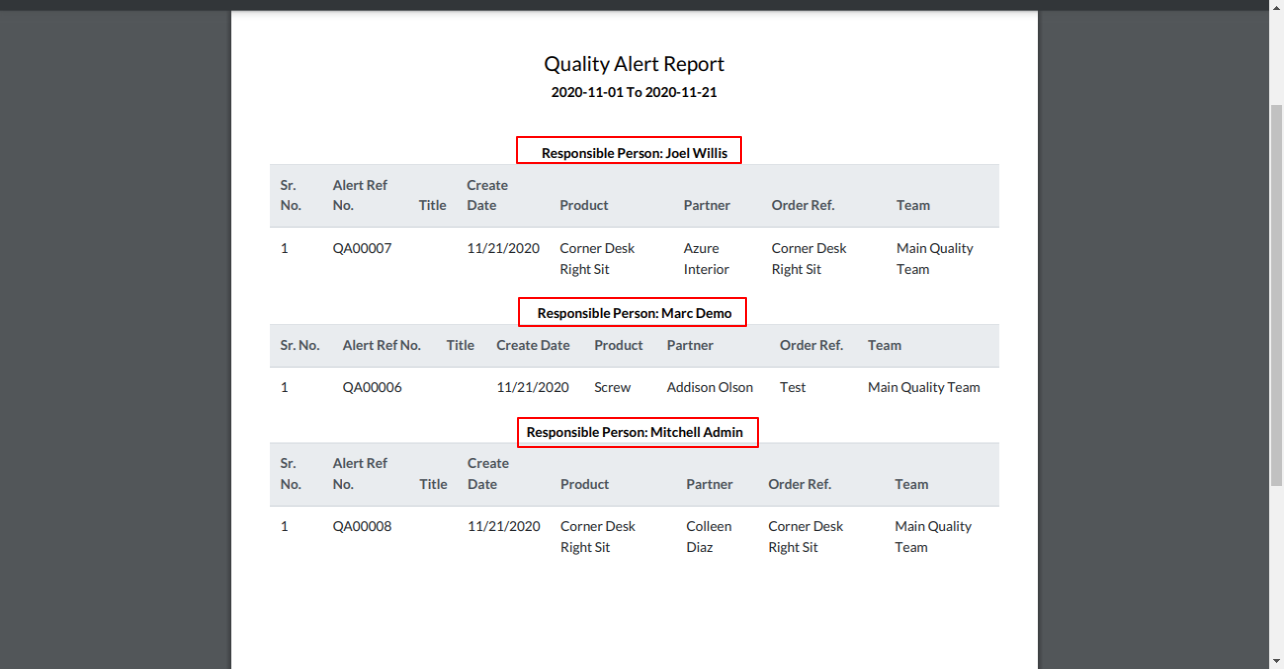 Quality Alert Report
2020-11-01 To 2020-11-21
Responsible Person: Joel Willis
Sr. No. Alert Ref No. Title Create Date Product Partner Order Ref. Team
1 QA00007 11/21/2020 Corner Desk Right Sit Azure Interior Corner Desk Right Sit Main Quality Team
Responsible Person: Marc Demo
Sr. No. Alert Ref No. Title Create Date Product Partner Order Ref. Team
1 QA00006 11/21/2020 Screw Addison Olson Test Main Quality Team
Responsible Person: Mitchell Admin
Sr. No. Alert Ref No. Title Create Date Product Partner Order Ref. Team
1 QA00008 11/21/2020 Corner Desk Right Sit Colleen Diaz Corner Desk Right Sit Main Quality Team